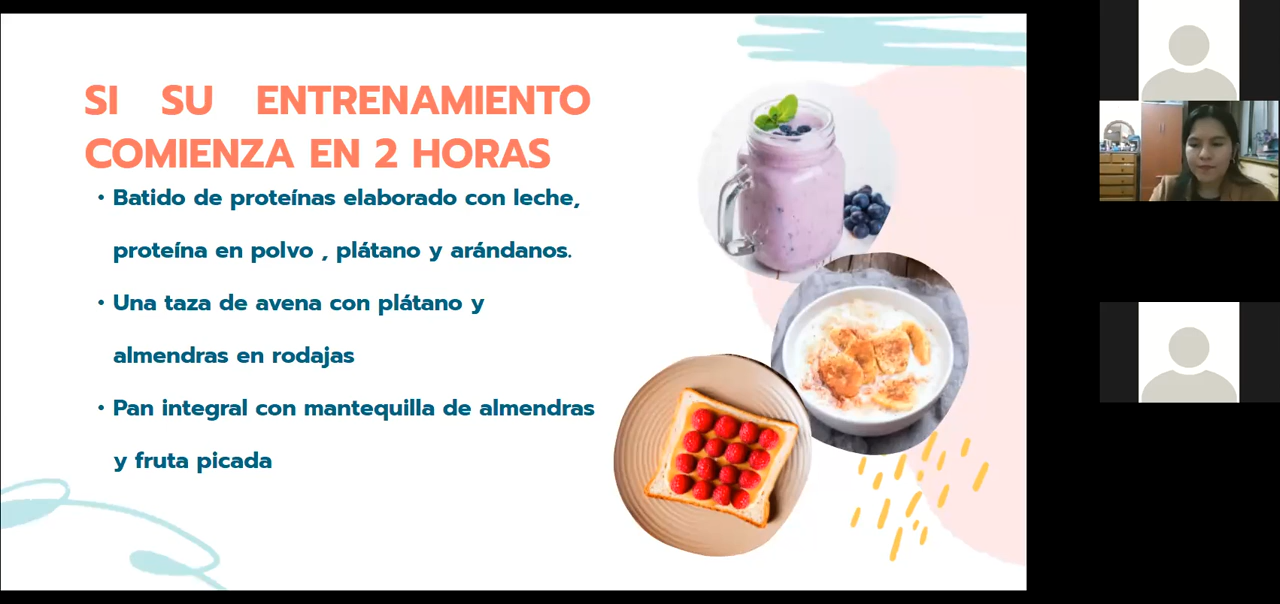 SI SU ENTRENAMIENTO
COMIENZA EN 2 HORAS
• Batido de proteínas elaborado con leche,
proteína en polvo , plátano y arándanos.
• Una taza de avena con plátano y
almendras en rodajas
• Pan integral con mantequilla de almendras
y fruta picada